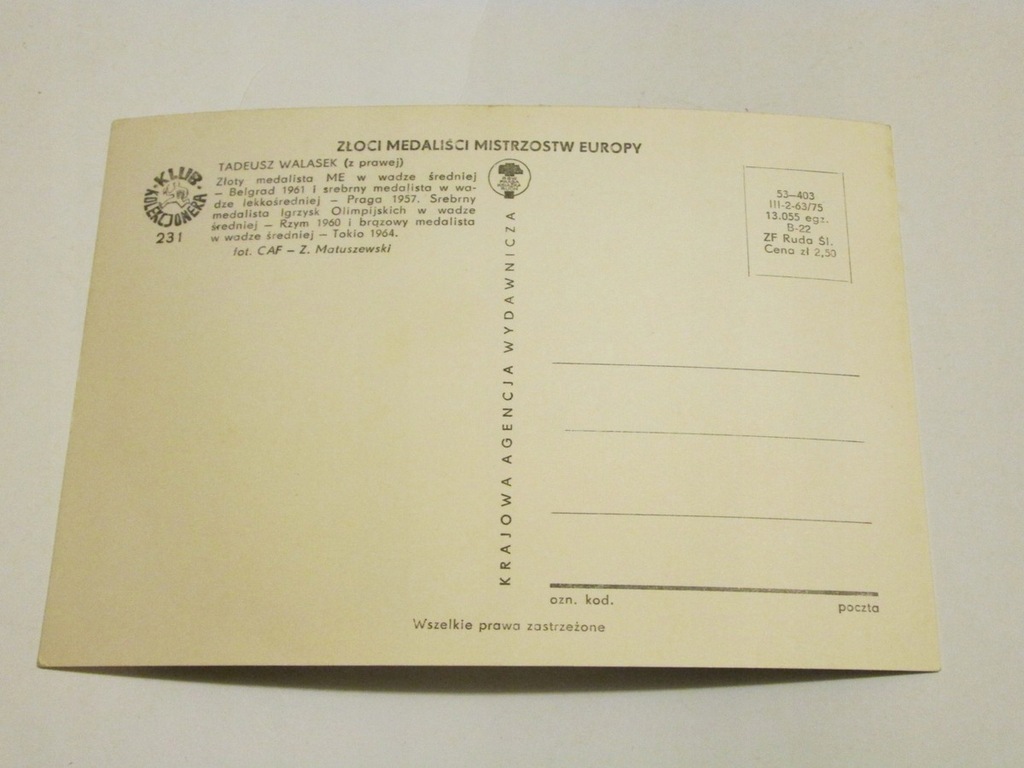 ZŁOCI MEDALIŚCI MISTRZOSTW EUROPY
KLUB
KOLEKCJONERA
231
TADEUSZ WALASEK (z prawej)
Złoty medalista ME w wadze średniej
– Belgrad 1961 i srebrny medalista w wa-
dze lekkośredniej – Praga 1957. Srebrny
medalista Igrzysk Olimpijskich w wadze
średniej – Rzym 1960 i brązowy medalista
w wadze średniej – Tokio 1964.
fot. CAF – Z. Matuszewski
KRAJOWA AGENCJA WYDAWNICZA
53–403
III-2-63/75
13.055 egz.
B-22
ZF Ruda Śl.
Cena zł 2,50
ozn. kod.
poczta
Wszelkie prawa zastrzeżone